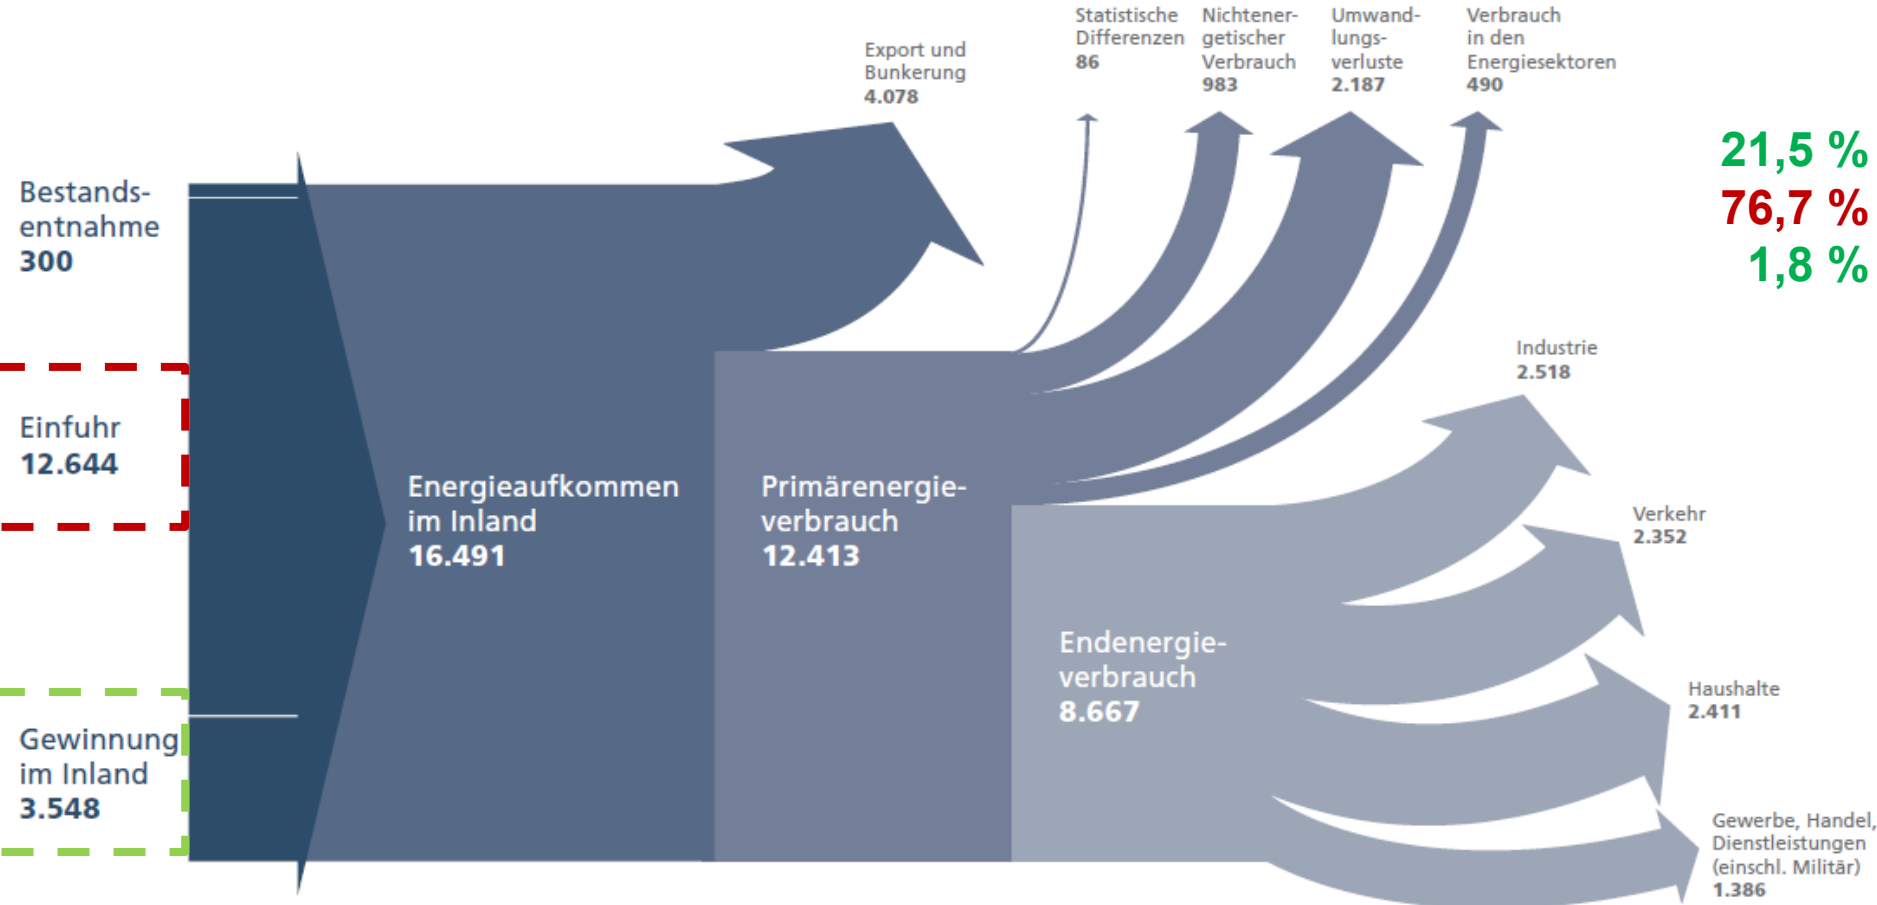 Statistische
Differenzen
86
Nichtener-
getischer
Verbrauch
983
Umwand-
lungs-
verluste
2.187
Verbrauch
in den
Energiesektoren
490
Export und
Bunkerung
4.078
21,5 %
76,7 %
1,8 %
Bestands-
entnahme
300
Einfuhr
12.644
Gewinnung
im Inland
3.548
Energieaufkommen
im Inland
16.491
Primärenergie-
verbrauch
12.413
Endenergie-
verbrauch
8.667
Industrie
2.518
Verkehr
2.352
Haushalte
2.411
Gewerbe, Handel,
Dienstleistungen
(einschl. Militär)
1.386